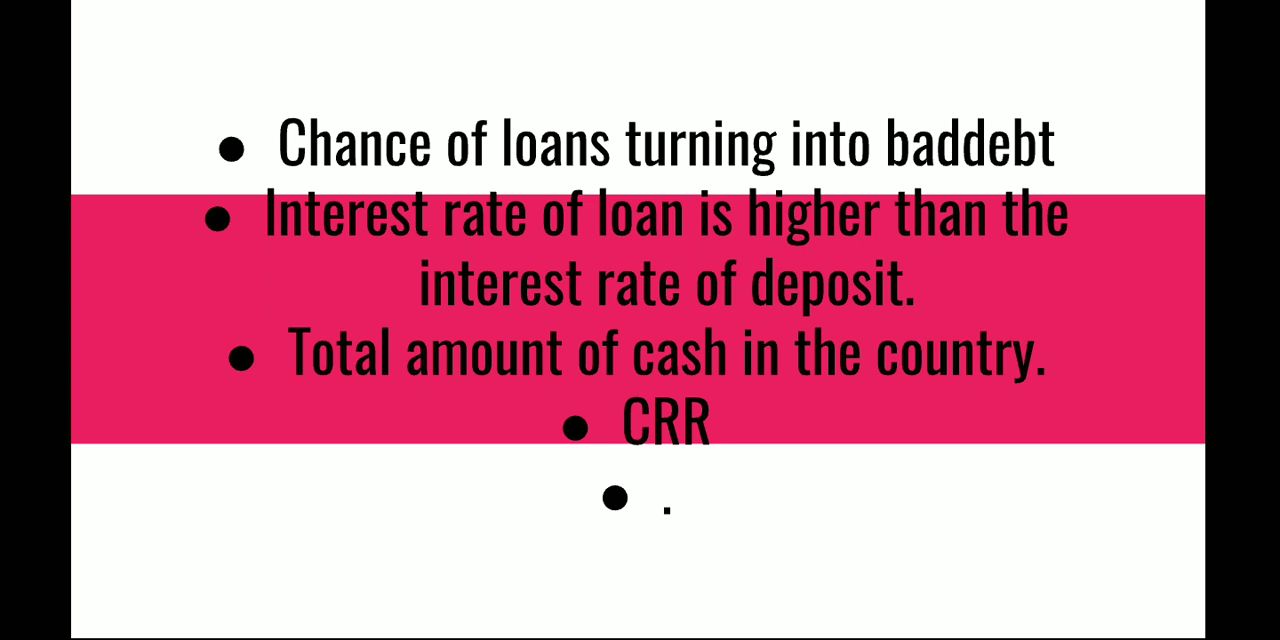 ● Chance of loans turning into baddebt
● Interest rate of loan is higher than the
interest rate of deposit.
● Total amount of cash in the country.
● CRR
● .